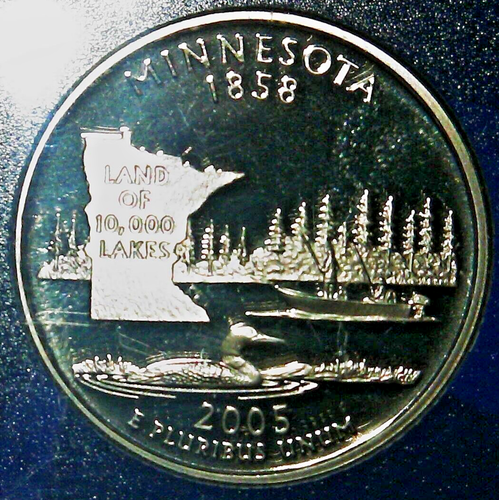 MINNESOTA
1858
LAND
OF
10,000
LAKES
2005
E PLURIBUS UNUM